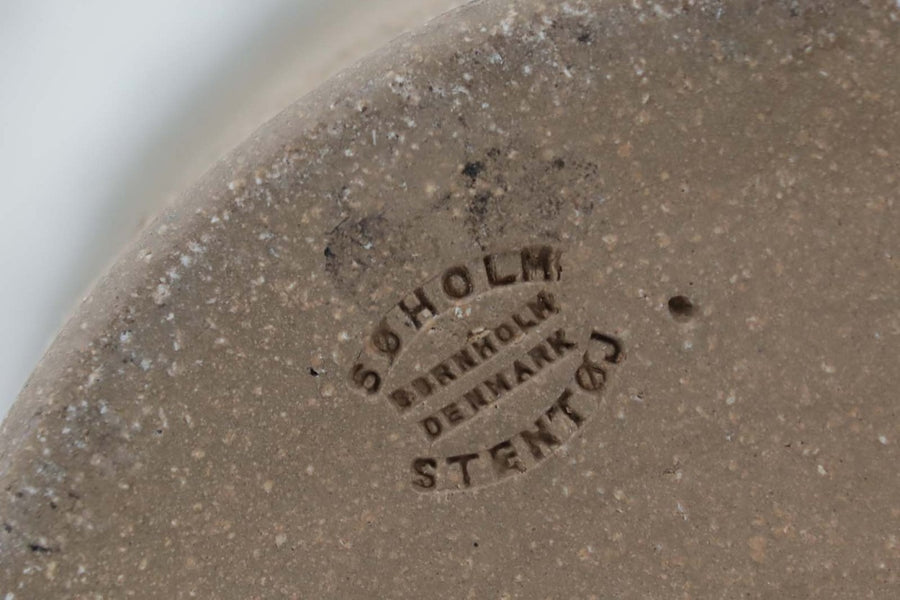 SØHOLM
BORNHOLM
DENMARK
STENTØJ